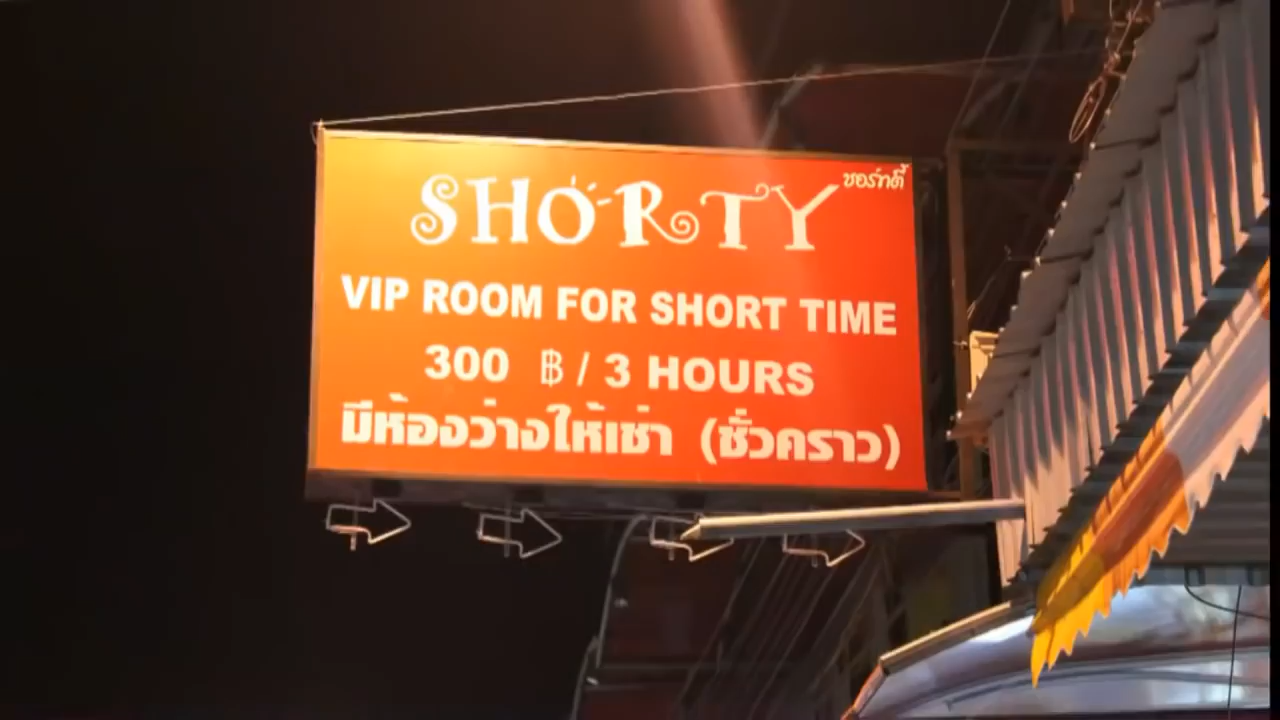 SHORTY
ชอร์ทตี้
VIP ROOM FOR SHORT TIME
300 ฿ / 3 HOURS
มีห้องว่างให้เช่า (ชั่วคราว)